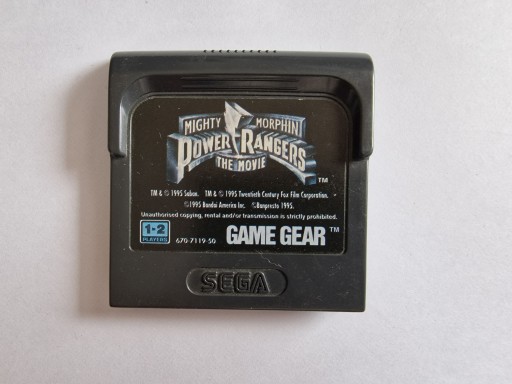 MIGHTY MORPHIN
POWER RANGERS
THE MOVIE
TM
TM & © 1995 Saban. TM & © 1995 Twentieth Century Fox Film Corporation.
©1995 Bandai America Inc. ©Banpresto 1995.
Unauthorised copying, rental and/or transmission is strictly prohibited.
1-2
PLAYERS
670-7119-50
GAME GEAR™
SEGA